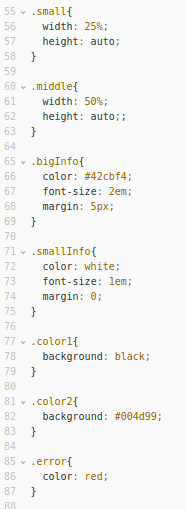 55 .small{
56 width: 25%;
57 height: auto;
58 }
59
60 .middle{
61 width: 50%;
62 height: auto;;
63 }
64
65 .bigInfo{
66 color: #42cbf4;
67 font-size: 2em;
68 margin: 5px;
69 }
70
71 .smallInfo{
72 color: white;
73 font-size: 1em;
74 margin: 0;
75 }
76
77 .color1{
78 background: black;
79 }
80
81 .color2{
82 background: #004d99;
83 }
84
85 .error{
86 color: red;
87 }
88